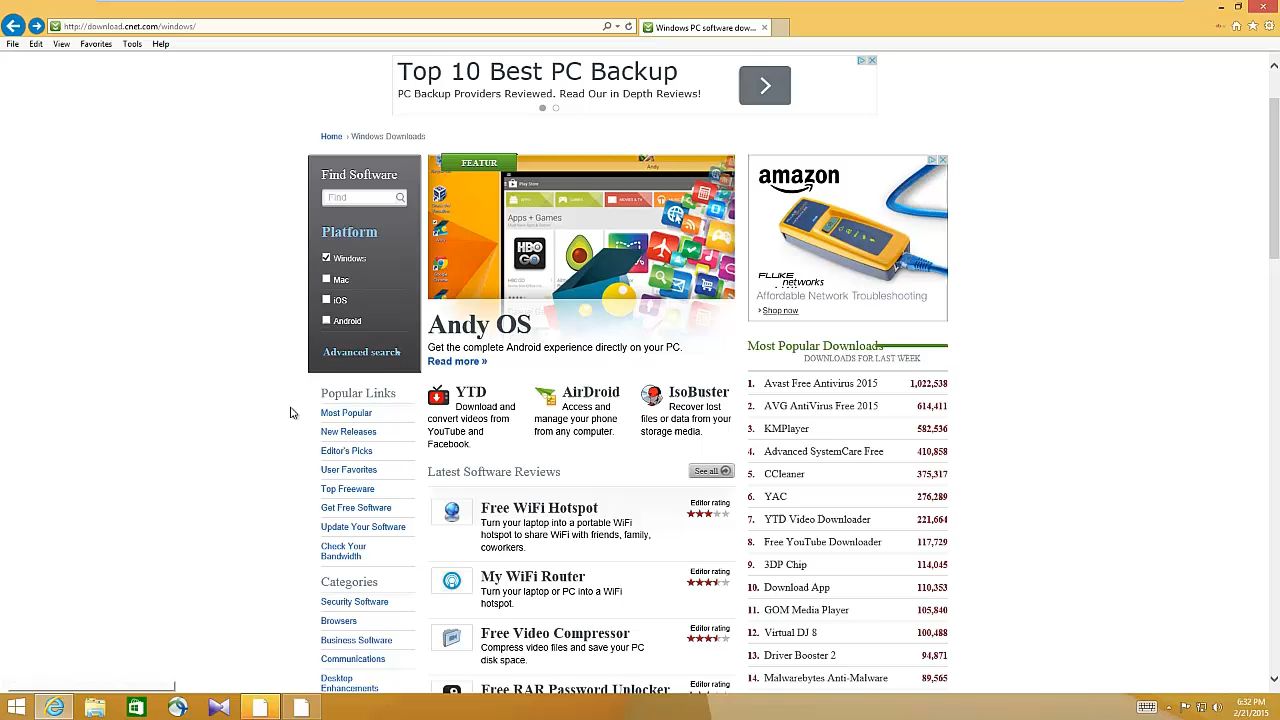 http://download.cnet.com/windows/
Windows PC software dow...
File Edit View Favorites Tools Help
Top 10 Best PC Backup
PC Backup Providers Reviewed. Read Our in Depth Reviews!
Home › Windows Downloads
Find Software
Find
Platform
Windows
Mac
iOS
Android
Advanced search
Popular Links
Most Popular
New Releases
Editor's Picks
User Favorites
Top Freeware
Get Free Software
Update Your Software
Check Your
Bandwidth
Categories
Security Software
Browsers
Business Software
Communications
Desktop
Enhancements
FEATUR
Andy
Play Store
APPS
GAMES
MOVIES & TV
Apps + Games
HBO
GO
HBO GO
Andy OS
Get the complete Android experience directly on your PC.
Read more »
YTD
Download and
convert videos from
YouTube and
Facebook.
AirDroid
Access and
manage your phone
from any computer.
IsoBuster
Recover lost
files or data from your
storage media.
Latest Software Reviews
See all
Free WiFi Hotspot
Turn your laptop into a portable WiFi
hotspot to share WiFi with friends, family,
coworkers.
Editor rating
My WiFi Router
Turn your laptop or PC into a WiFi
hotspot.
Editor rating
Free Video Compressor
Compress video files and save your PC
disk space.
Editor rating
Free RAR Password Unlocker
Editor rating
amazon
FLUKE
networks
Affordable Network Troubleshooting
Shop now
Most Popular Downloads
DOWNLOADS FOR LAST WEEK
1. Avast Free Antivirus 2015 1,022,538
2. AVG AntiVirus Free 2015 614,411
3. KMPlayer 582,536
4. Advanced SystemCare Free 410,858
5. CCleaner 375,317
6. YAC 276,289
7. YTD Video Downloader 221,664
8. Free YouTube Downloader 117,729
9. 3DP Chip 114,045
10. Download App 110,353
11. GOM Media Player 105,840
12. Virtual DJ 8 100,488
13. Driver Booster 2 94,871
14. Malwarebytes Anti-Malware 89,565
6:32 PM
2/21/2015